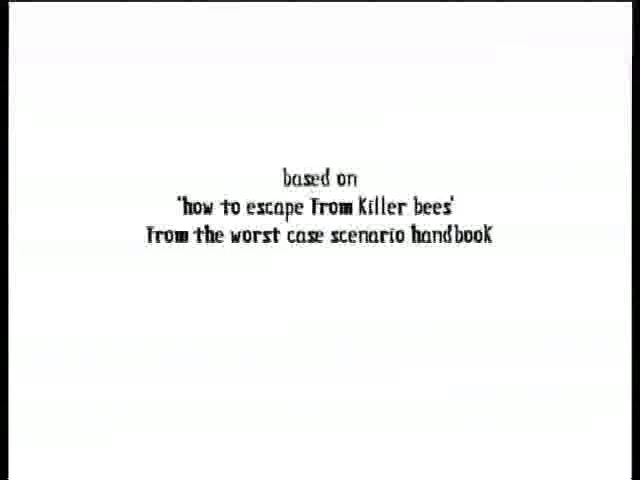 based on
'how to escape from killer bees'
from the worst case scenario handbook